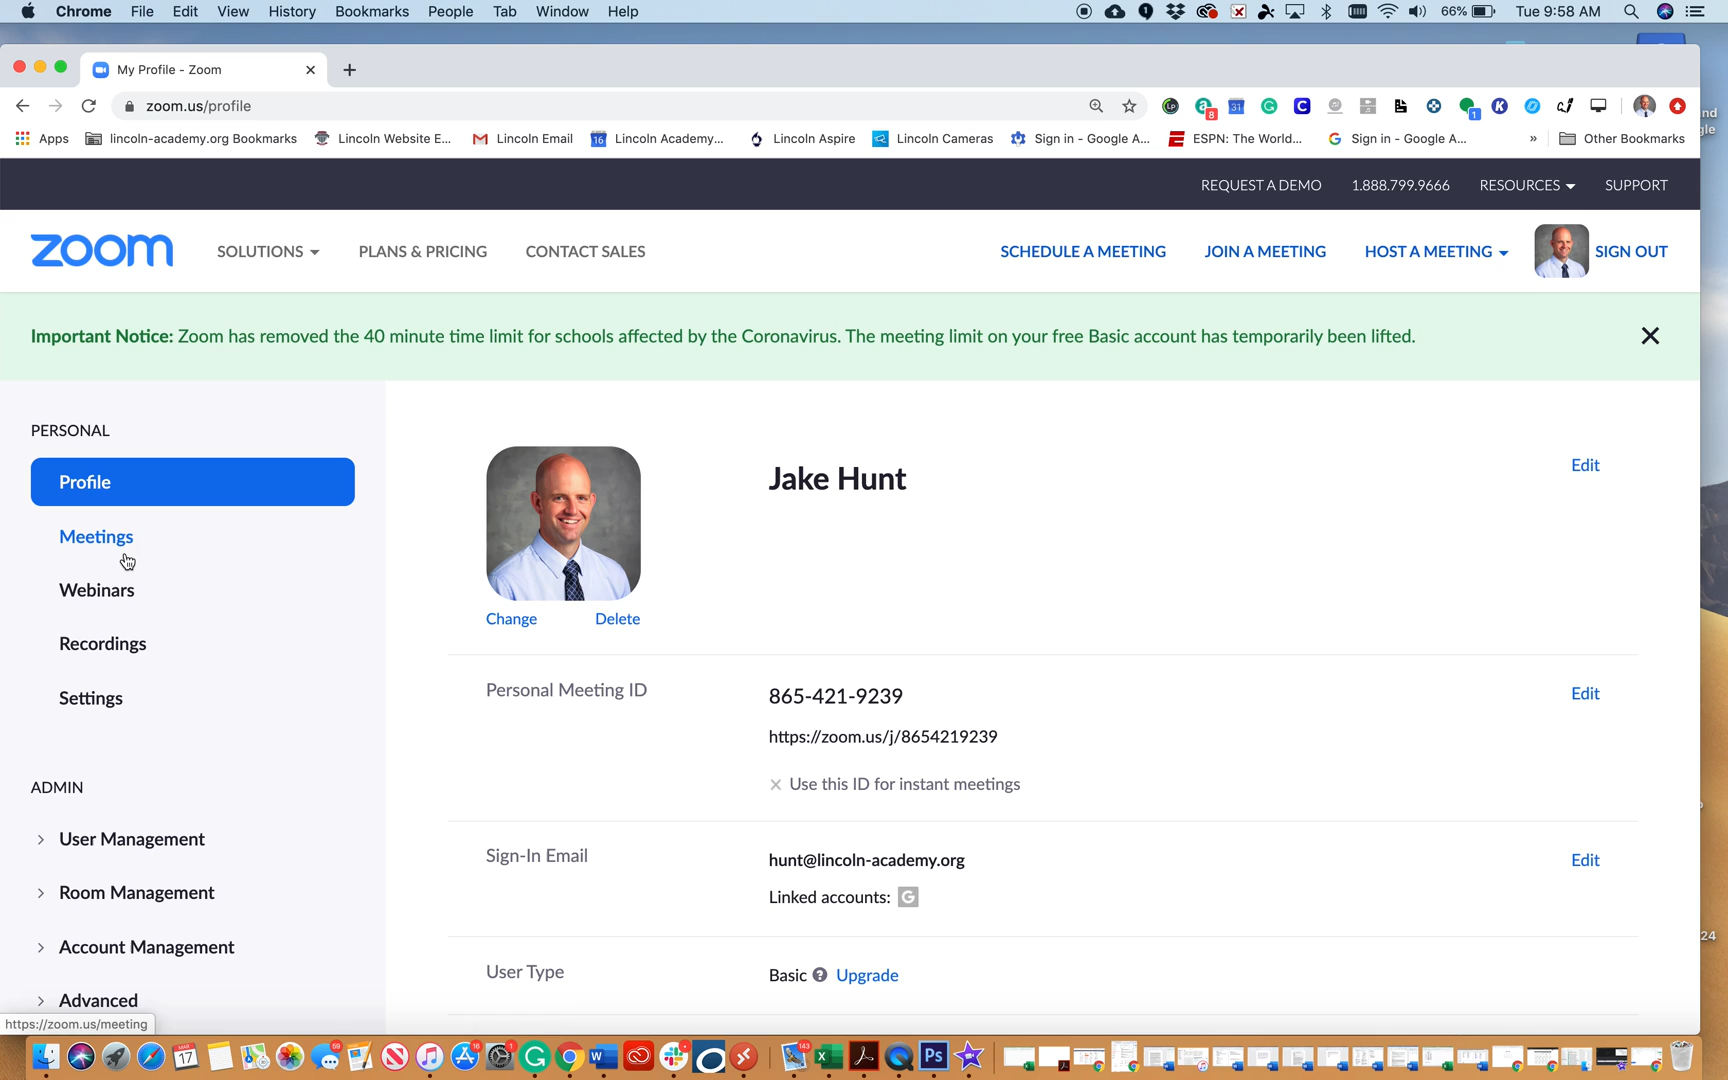 Chrome File Edit View History Bookmarks People Tab Window Help 66% Tue 9:58 AM
My Profile - Zoom
zoom.us/profile
Apps lincoln-academy.org Bookmarks Lincoln Website E... Lincoln Email Lincoln Academy... Lincoln Aspire Lincoln Cameras Sign in - Google A... ESPN: The World... Sign in - Google A... » Other Bookmarks
REQUEST A DEMO 1.888.799.9666 RESOURCES SUPPORT
zoom SOLUTIONS PLANS & PRICING CONTACT SALES SCHEDULE A MEETING JOIN A MEETING HOST A MEETING SIGN OUT
Important Notice: Zoom has removed the 40 minute time limit for schools affected by the Coronavirus. The meeting limit on your free Basic account has temporarily been lifted.
PERSONAL
Profile
Meetings
Webinars
Recordings
Settings
ADMIN
User Management
Room Management
Account Management
Advanced
https://zoom.us/meeting
Jake Hunt
Edit
Change Delete
Personal Meeting ID 865-421-9239 Edit
https://zoom.us/j/8654219239
Use this ID for instant meetings
Sign-In Email hunt@lincoln-academy.org Edit
Linked accounts: G
User Type Basic Upgrade